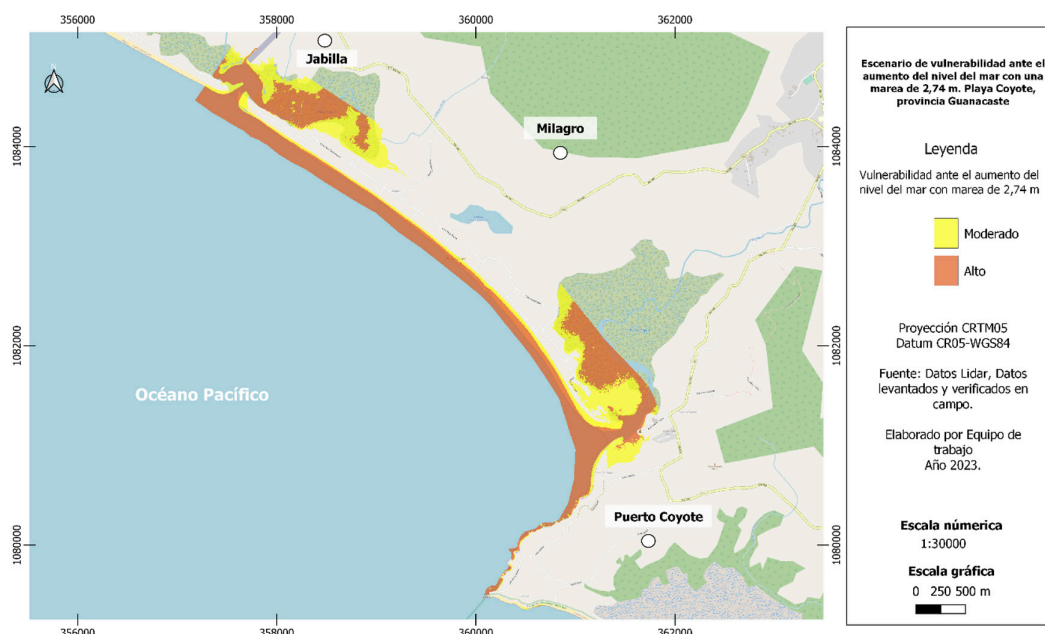 356000
358000
360000
362000
1084000
1082000
1080000
Jabilla
Milagro
Océano Pacífico
Puerto Coyote
1084000
1082000
1080000
356000
358000
360000
362000
Escenario de vulnerabilidad ante el
aumento del nivel del mar con una
marea de 2,74 m. Playa Coyote,
provincia Guanacaste
Leyenda
Vulnerabilidad ante el aumento del
nivel del mar con marea de 2,74 m
Moderado
Alto
Proyección CRTM05
Datum CR05-WGS84
Fuente: Datos Lidar, Datos
levantados y verificados en
campo.
Elaborado por Equipo de
trabajo
Año 2023.
Escala númerica
1:30000
Escala gráfica
0 250 500 m